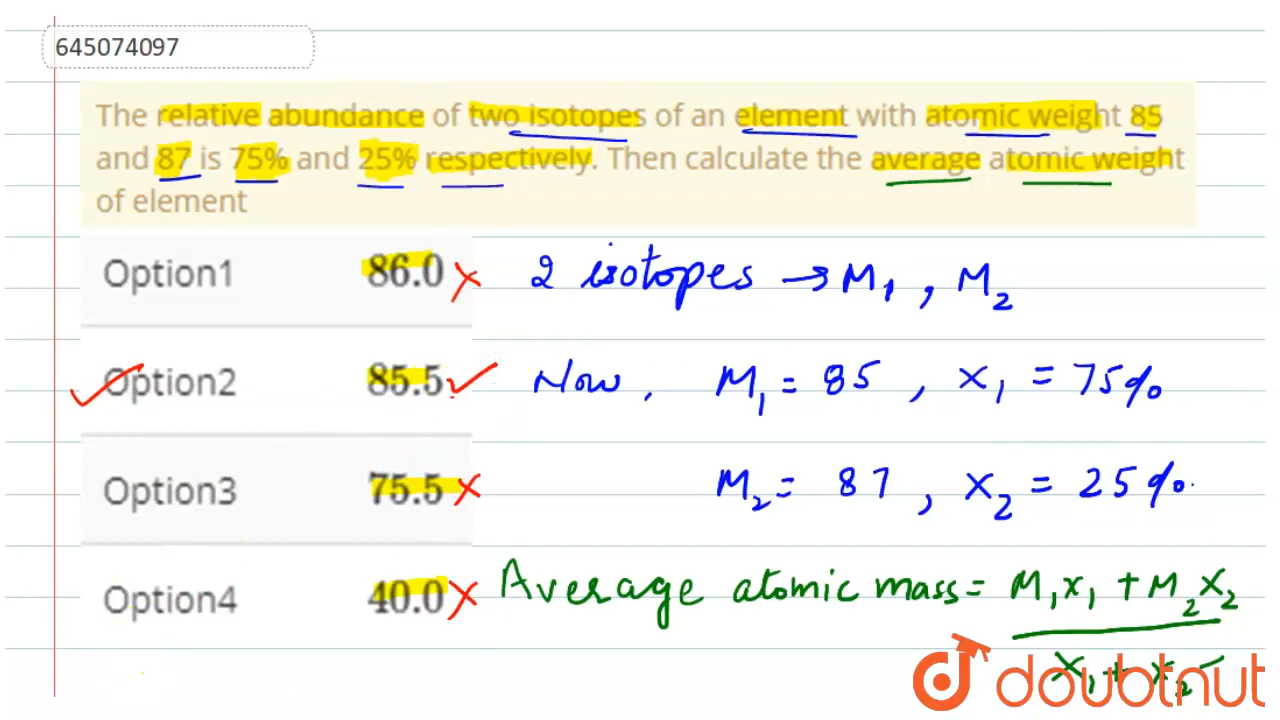 645074097
The relative abundance of two isotopes of an element with atomic weight 85
and 87 is 75% and 25% respectively. Then calculate the average atomic weight
of element
Option1 86.0 ×
2 isotopes → M₁, M₂
✓ Option2 85.5 ✓
Now, M₁ = 85, X₁ = 75%
Option3 75.5 ×
M₂ = 87, X₂ = 25%.
Option4 40.0 ×
Average atomic mass = M₁X₁ + M₂X₂
X₁ + X₂
doubtnut